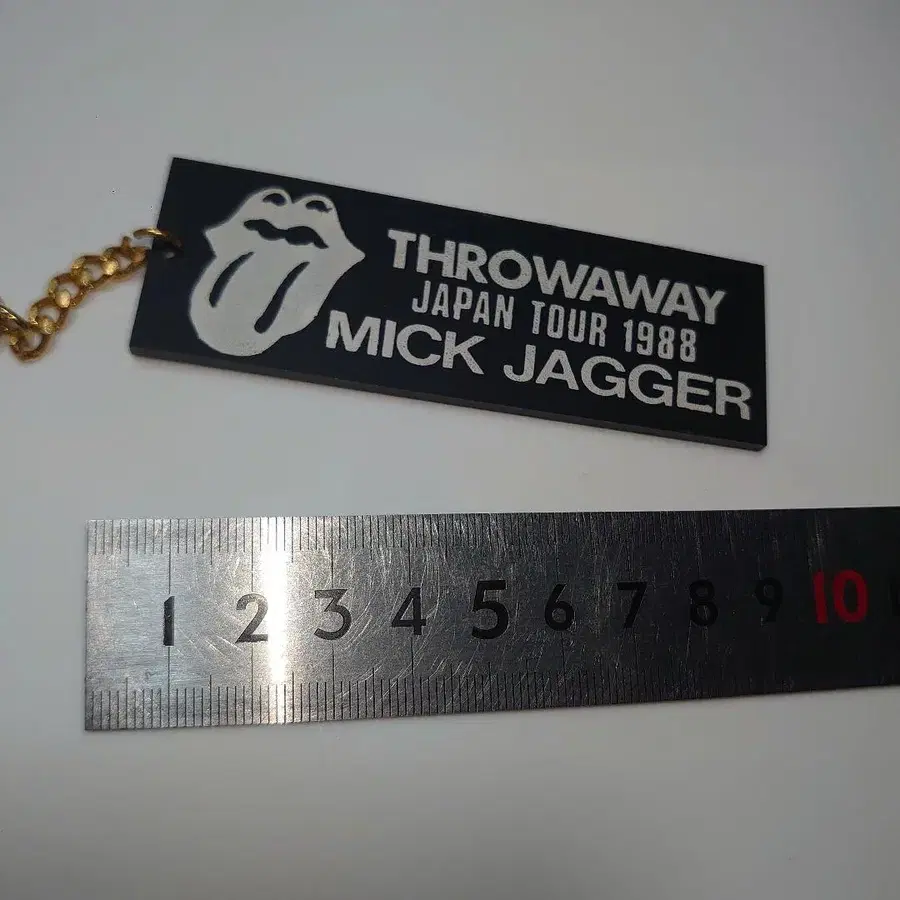 THROWAWAY
JAPAN TOUR 1988
MICK JAGGER
1 2 3 4 5 6 7 8 9 10